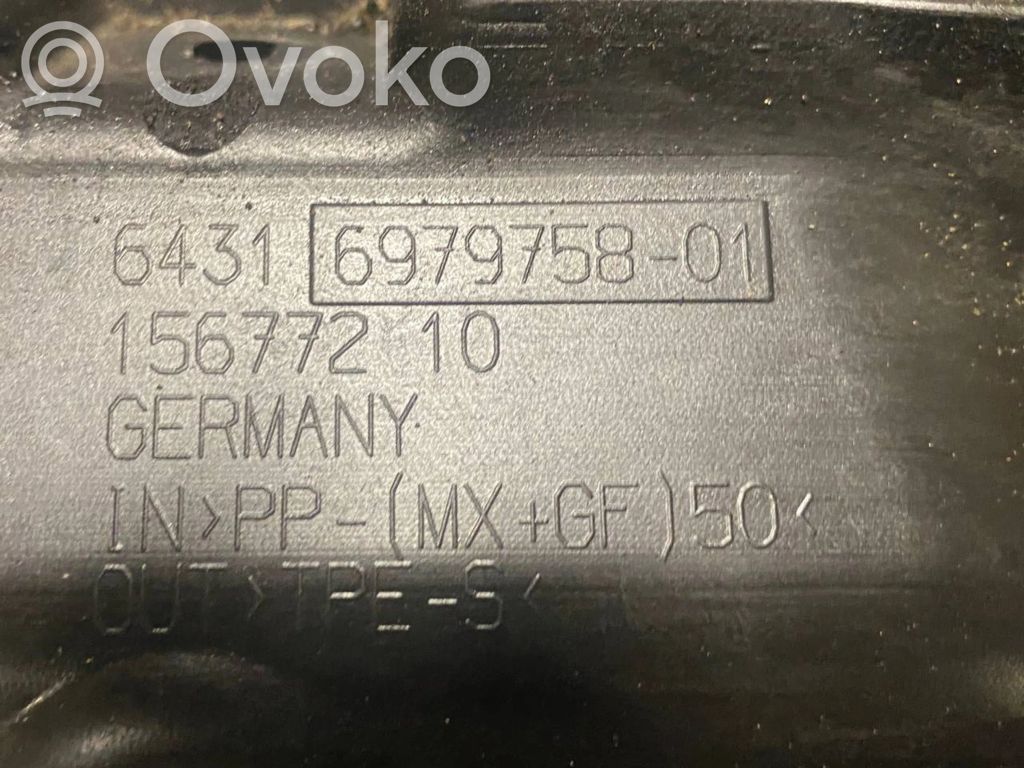 Ovoko
6431 6979758-01
156772 10
GERMANY
IN>PP-(MX+GF)50<
OUT>TPE-S<